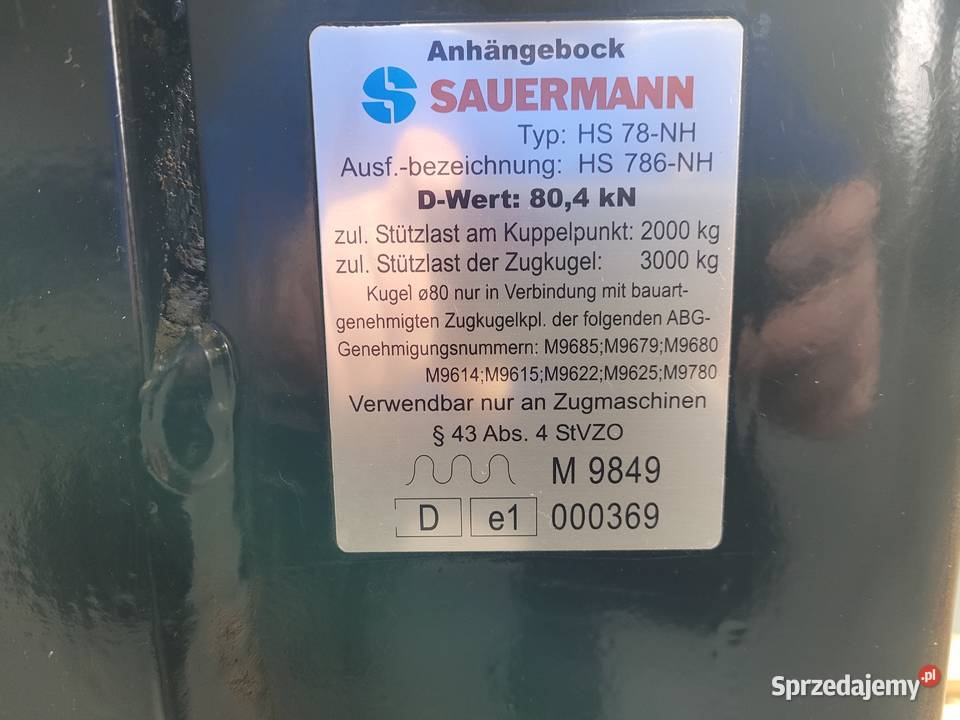 Anhängebock
SAUERMANN
Typ: HS 78-NH
Ausf.-bezeichnung: HS 786-NH
D-Wert: 80,4 kN
zul. Stützlast am Kuppelpunkt: 2000 kg
zul. Stützlast der Zugkugel: 3000 kg
Kugel ø80 nur in Verbindung mit bauart-
genehmigten Zugkugelkpl. der folgenden ABG-
Genehmigungsnummern: M9685;M9679;M9680
M9614;M9615;M9622;M9625;M9780
Verwendbar nur an Zugmaschinen
§ 43 Abs. 4 StVZO
M 9849
D e1 000369
Sprzedajemy.pl